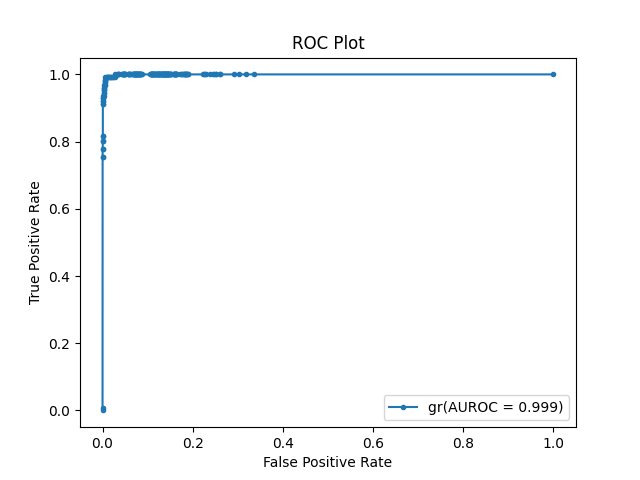 ROC Plot
1.0
0.8
0.6
0.4
0.2
0.0
True Positive Rate
gr(AUROC = 0.999)
0.0 0.2 0.4 0.6 0.8 1.0
False Positive Rate